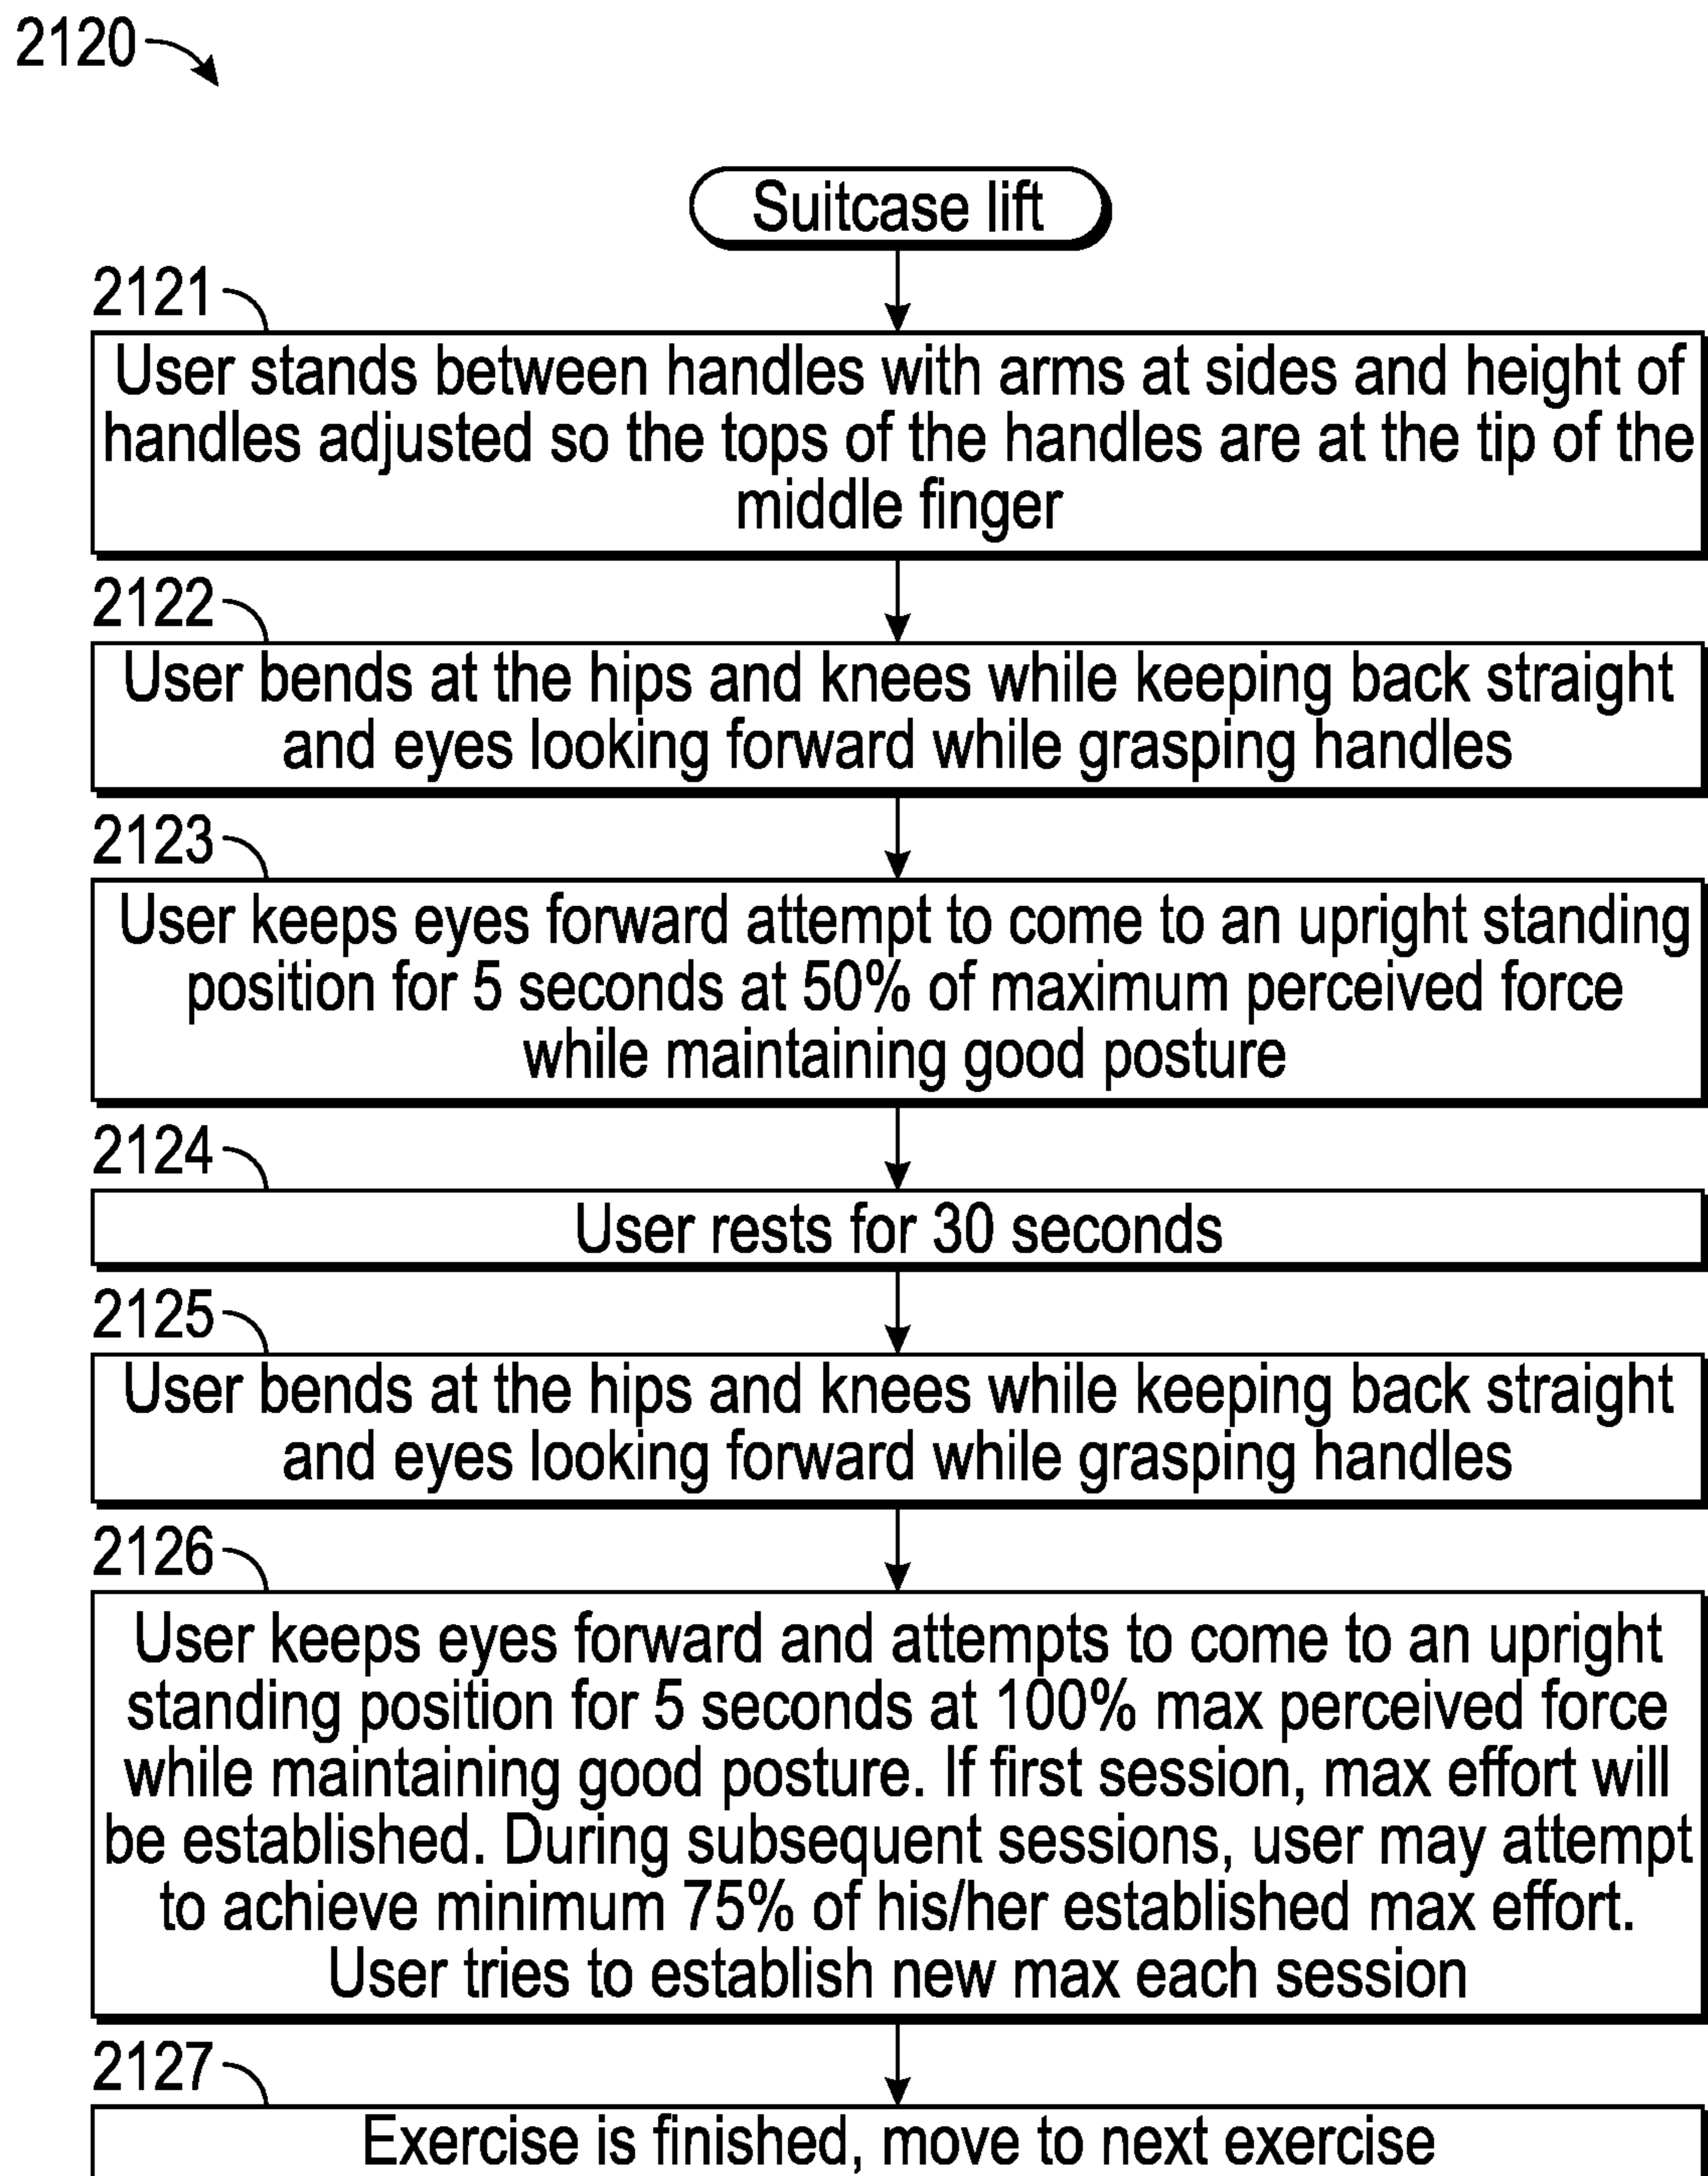 2120
Suitcase lift
2121
User stands between handles with arms at sides and height of
handles adjusted so the tops of the handles are at the tip of the
middle finger
2122
User bends at the hips and knees while keeping back straight
and eyes looking forward while grasping handles
2123
User keeps eyes forward attempt to come to an upright standing
position for 5 seconds at 50% of maximum perceived force
while maintaining good posture
2124
User rests for 30 seconds
2125
User bends at the hips and knees while keeping back straight
and eyes looking forward while grasping handles
2126
User keeps eyes forward and attempts to come to an upright
standing position for 5 seconds at 100% max perceived force
while maintaining good posture. If first session, max effort will
be established. During subsequent sessions, user may attempt
to achieve minimum 75% of his/her established max effort.
User tries to establish new max each session
2127
Exercise is finished, move to next exercise